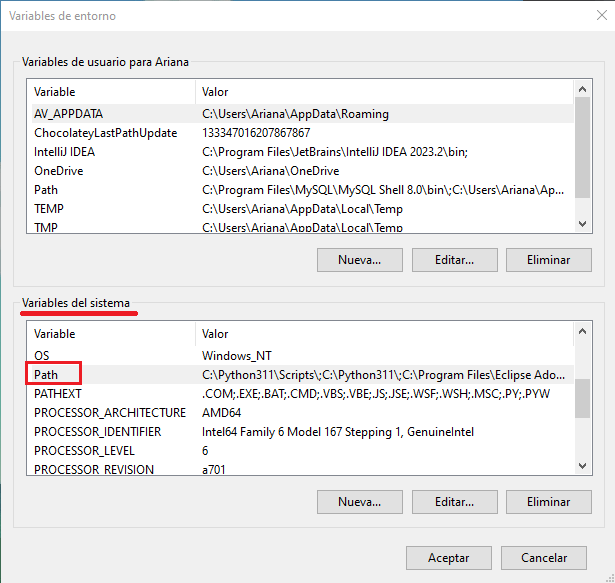 Variables de entorno
Variables de usuario para Ariana
Variable Valor
AV_APPDATA C:\Users\Ariana\AppData\Roaming
ChocolateyLastPathUpdate 133347016207867867
IntelliJ IDEA C:\Program Files\JetBrains\IntelliJ IDEA 2023.2\bin;
OneDrive C:\Users\Ariana\OneDrive
Path C:\Program Files\MySQL\MySQL Shell 8.0\bin\;C:\Users\Ariana\Ap...
TEMP C:\Users\Ariana\AppData\Local\Temp
TMP C:\Users\Ariana\AppData\Local\Temp
Nueva... Editar... Eliminar
Variables del sistema
Variable Valor
OS Windows_NT
Path C:\Python311\Scripts\;C:\Python311\;C:\Program Files\Eclipse Ado...
PATHEXT .COM;.EXE;.BAT;.CMD;.VBS;.VBE;.JS;.JSE;.WSF;.WSH;.MSC;.PY;.PYW
PROCESSOR_ARCHITECTURE AMD64
PROCESSOR_IDENTIFIER Intel64 Family 6 Model 167 Stepping 1, GenuineIntel
PROCESSOR_LEVEL 6
PROCESSOR_REVISION a701
Nueva... Editar... Eliminar
Aceptar Cancelar